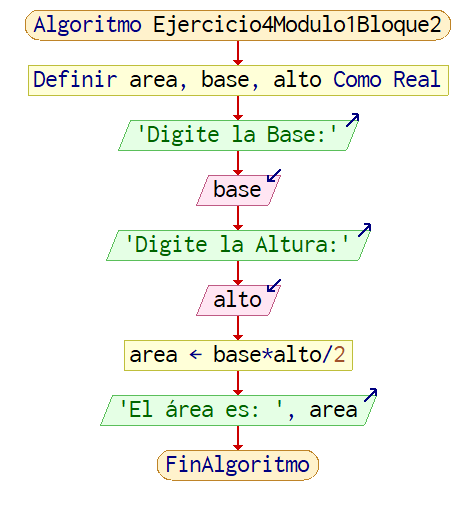 Algoritmo Ejercicio4Modulo1Bloque2
Definir area, base, alto Como Real
'Digite la Base:'
base
'Digite la Altura:'
alto
area ← base*alto/2
'El área es: ', area
FinAlgoritmo